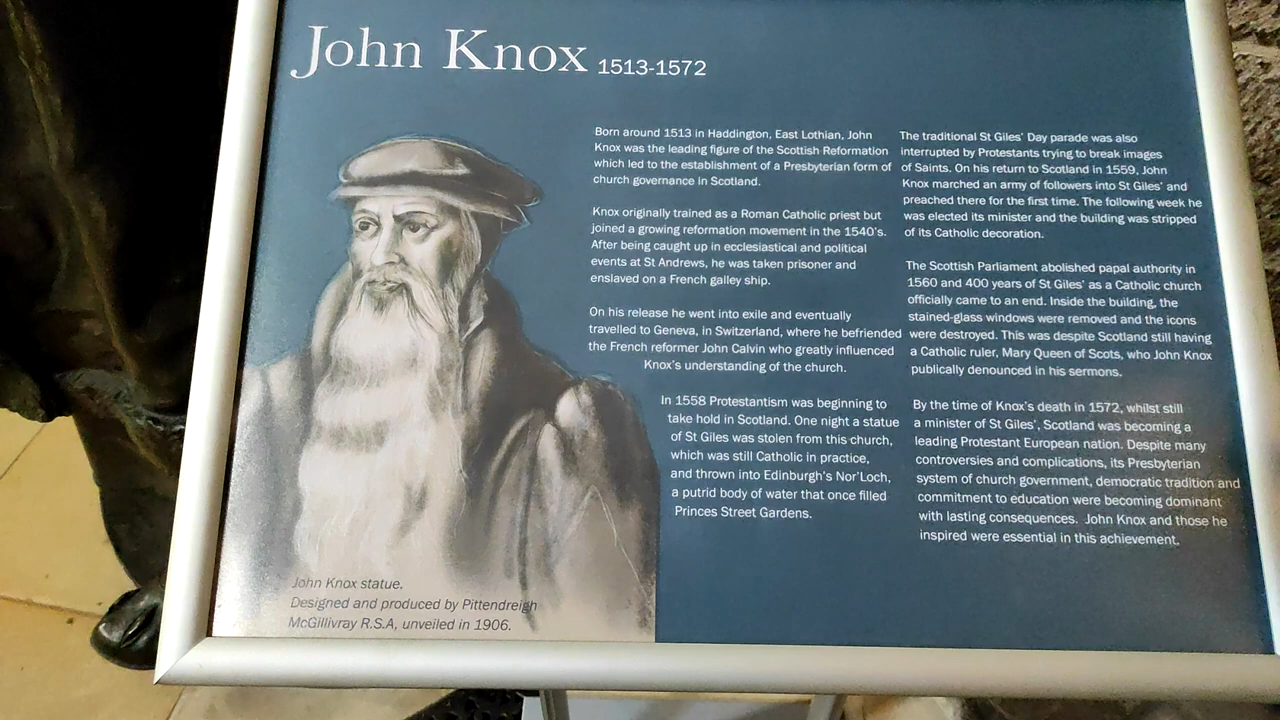 John Knox 1513-1572
Born around 1513 in Haddington, East Lothian, John
Knox was the leading figure of the Scottish Reformation
which led to the establishment of a Presbyterian form of
church governance in Scotland.
Knox originally trained as a Roman Catholic priest but
joined a growing reformation movement in the 1540's.
After being caught up in ecclesiastical and political
events at St Andrews, he was taken prisoner and
enslaved on a French galley ship.
On his release he went into exile and eventually
travelled to Geneva, in Switzerland, where he befriended
the French reformer John Calvin who greatly influenced
Knox's understanding of the church.
In 1558 Protestantism was beginning to
take hold in Scotland. One night a statue
of St Giles was stolen from this church,
which was still Catholic in practice,
and thrown into Edinburgh's Nor'Loch,
a putrid body of water that once filled
Princes Street Gardens.
The traditional St Giles' Day parade was also
interrupted by Protestants trying to break images
of Saints. On his return to Scotland in 1559, John
Knox marched an army of followers into St Giles' and
preached there for the first time. The following week he
was elected its minister and the building was stripped
of its Catholic decoration.
The Scottish Parliament abolished papal authority in
1560 and 400 years of St Giles' as a Catholic church
officially came to an end. Inside the building, the
stained-glass windows were removed and the icons
were destroyed. This was despite Scotland still having
a Catholic ruler, Mary Queen of Scots, who John Knox
publically denounced in his sermons.
By the time of Knox's death in 1572, whilst still
a minister of St Giles', Scotland was becoming a
leading Protestant European nation. Despite many
controversies and complications, its Presbyterian
system of church government, democratic tradition and
commitment to education were becoming dominant
with lasting consequences. John Knox and those he
inspired were essential in this achievement.
John Knox statue.
Designed and produced by Pittendreigh
McGillivray R.S.A, unveiled in 1906.